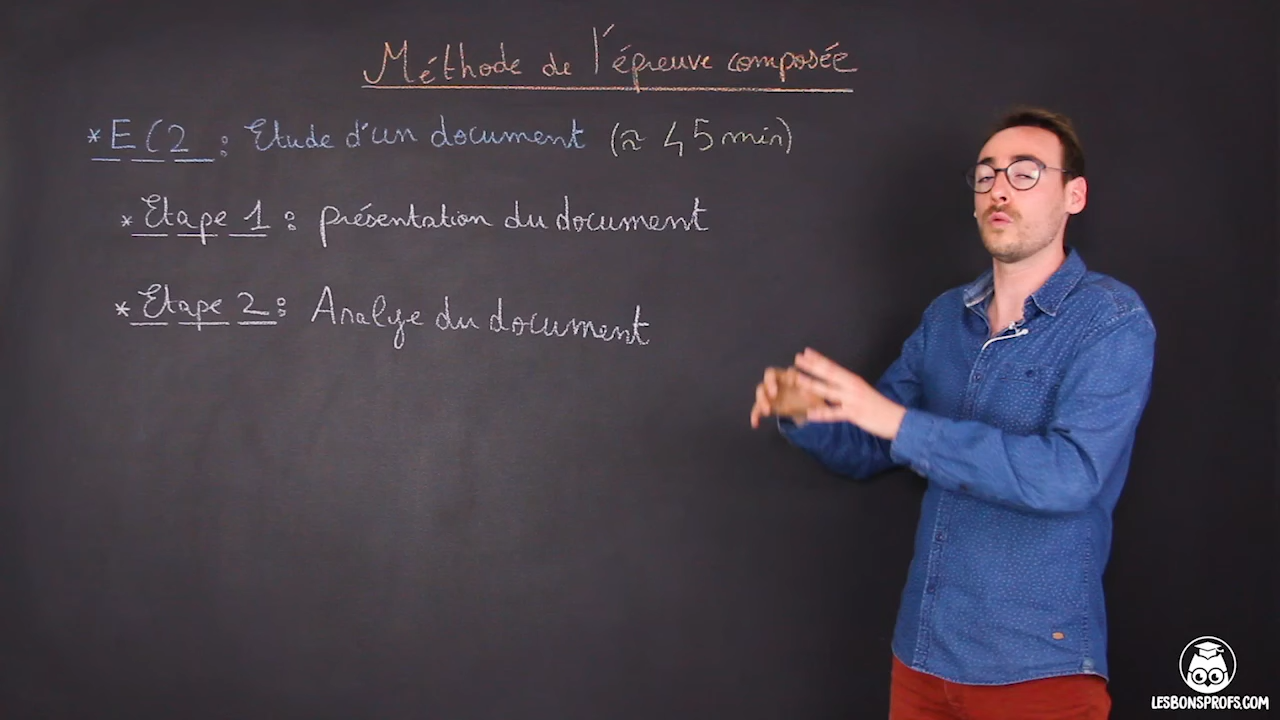 Méthode de l'épreuve composée
* EC2 : Etude d'un document (≈ 45 min)
* Etape 1 : présentation du document
* Etape 2 : Analyse du document
LESBONSPROFS.COM